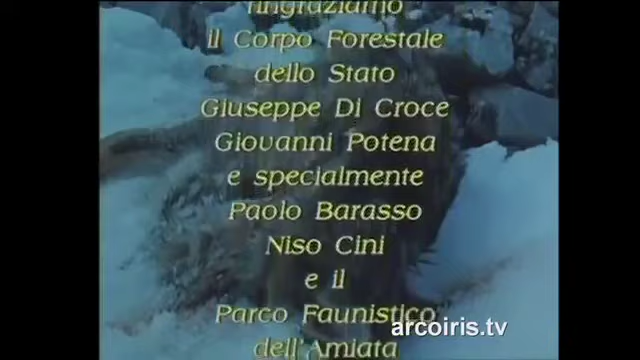 ringraziamo
il Corpo Forestale
dello Stato
Giuseppe Di Croce
Giovanni Potena
e specialmente
Paolo Barasso
Niso Cini
e il
Parco Faunistico
dell'Amiata
arcoiris.tv